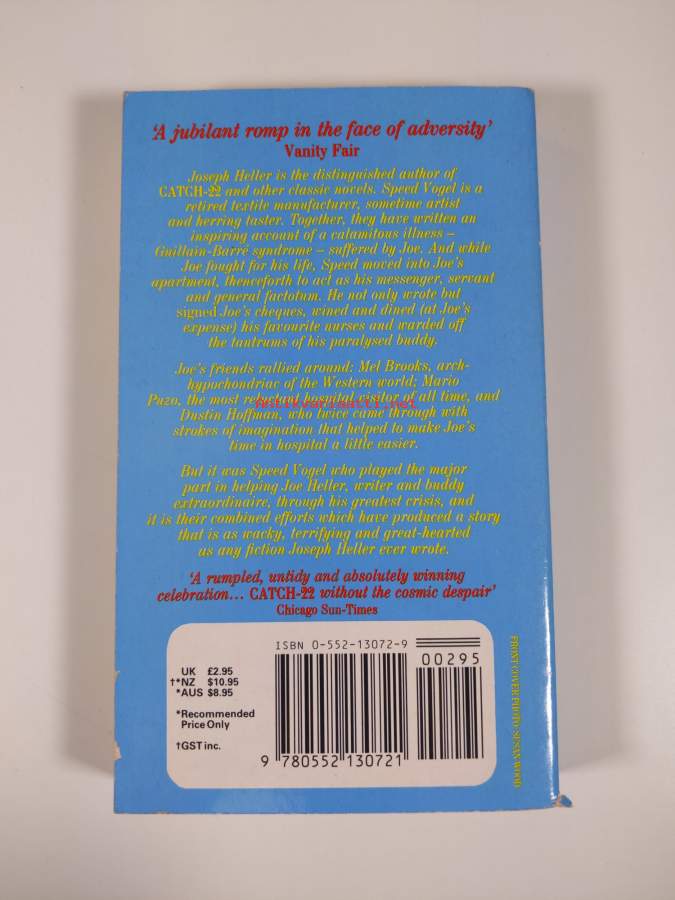 'A jubilant romp in the face of adversity'
Vanity Fair
Joseph Heller is the distinguished author of
CATCH-22 and other classic novels. Speed Vogel is a
retired textile manufacturer, sometime artist
and herring taster. Together, they have written an
inspiring account of a calamitous illness –
Guillain-Barré syndrome – suffered by Joe. And while
Joe fought for his life, Speed moved into Joe's
apartment, thenceforth to act as his messenger, servant
and general factotum. He not only wrote but
signed Joe's cheques, wined and dined (at Joe's
expense) his favourite nurses and warded off
the tantrums of his paralysed buddy.
Joe's friends rallied around: Mel Brooks, arch-
hypochondriac of the Western world; Mario
Puzo, the most reluctant hospital visitor of all time, and
Dustin Hoffman, who twice came through with
strokes of imagination that helped to make Joe's
time in hospital a little easier.
But it was Speed Vogel who played the major
part in helping Joe Heller, writer and buddy
extraordinaire, through his greatest crisis, and
it is their combined efforts which have produced a story
that is as wacky, terrifying and great-hearted
as any fiction Joseph Heller ever wrote.
'A rumpled, untidy and absolutely winning
celebration... CATCH-22 without the cosmic despair'
Chicago Sun-Times
UK £2.95
†*NZ $10.95
*AUS $8.95
*Recommended
Price Only
†GST inc.
ISBN 0-552-13072-9
00295
9 780552 130721
FRONT COVER PHOTO: SUSAN WOOD